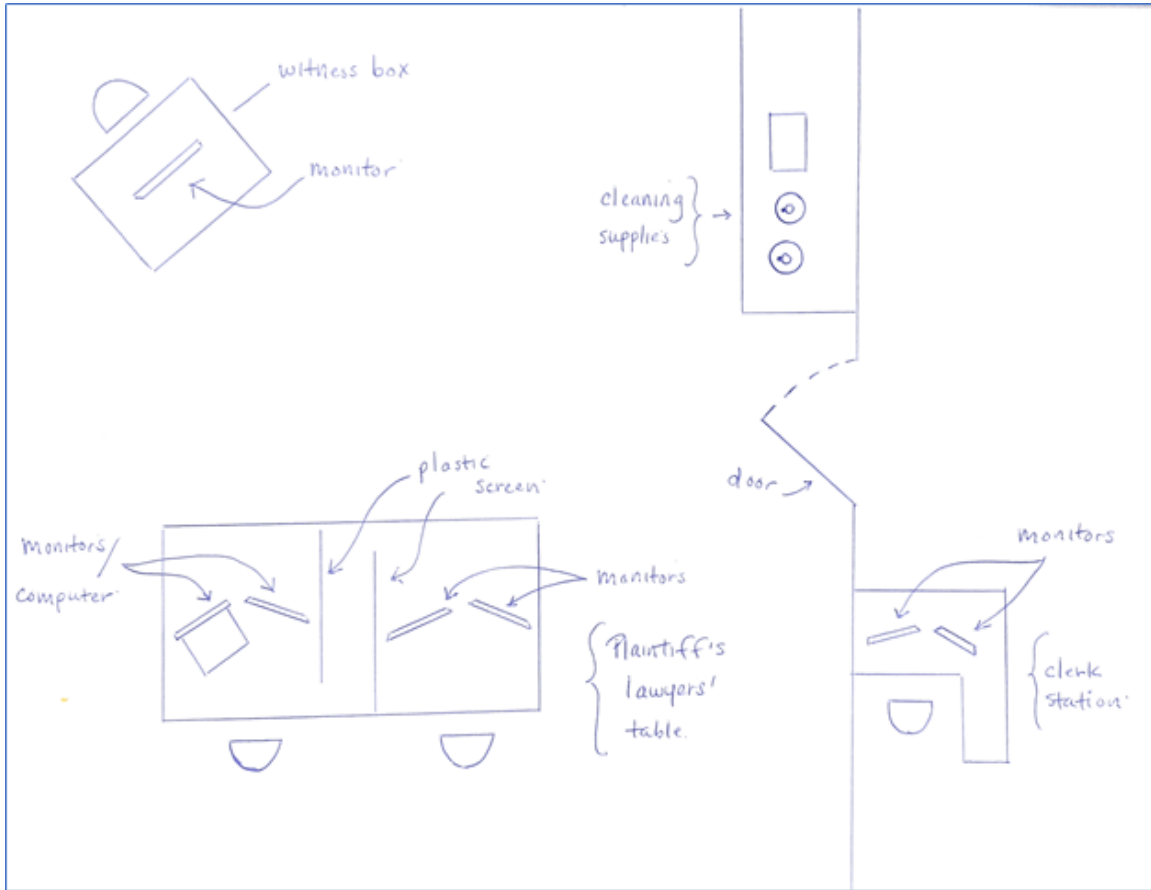 witness box
monitor
cleaning
supplies
plastic
screen
door
monitors/
computer
monitors
Plaintiff's
lawyers'
table.
monitors
clerk
station